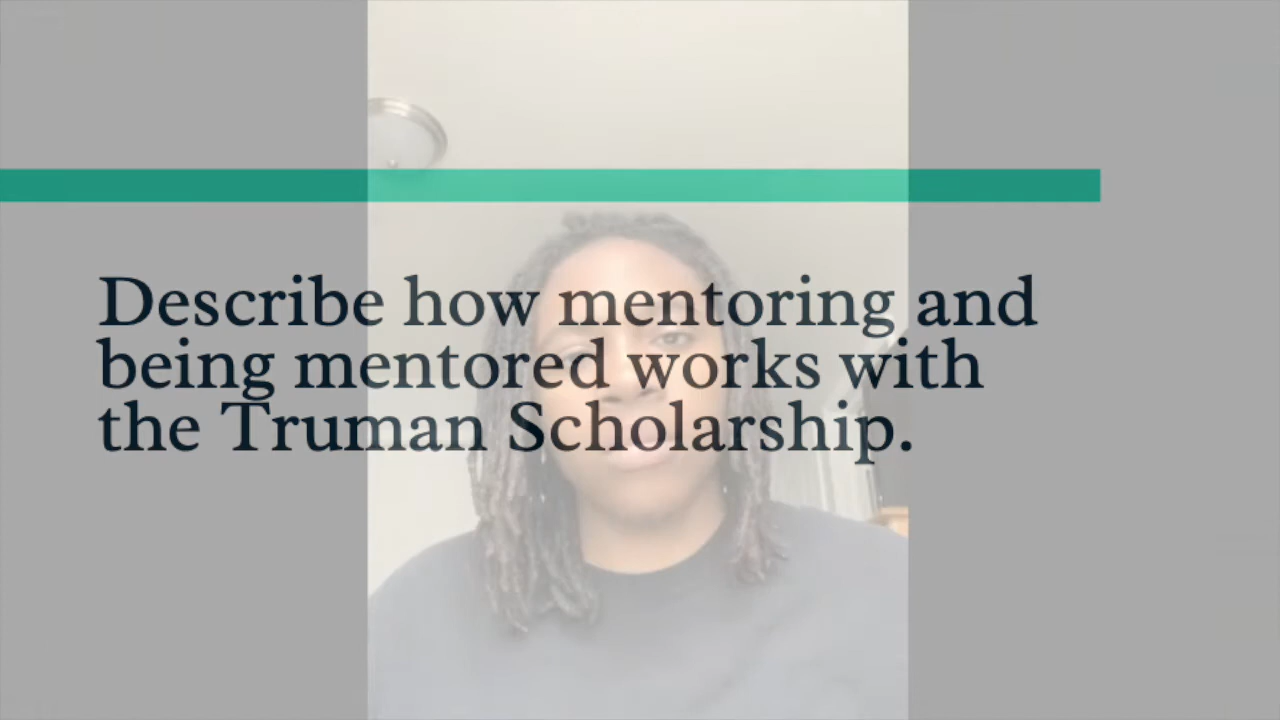 Describe how mentoring and
being mentored works with
the Truman Scholarship.